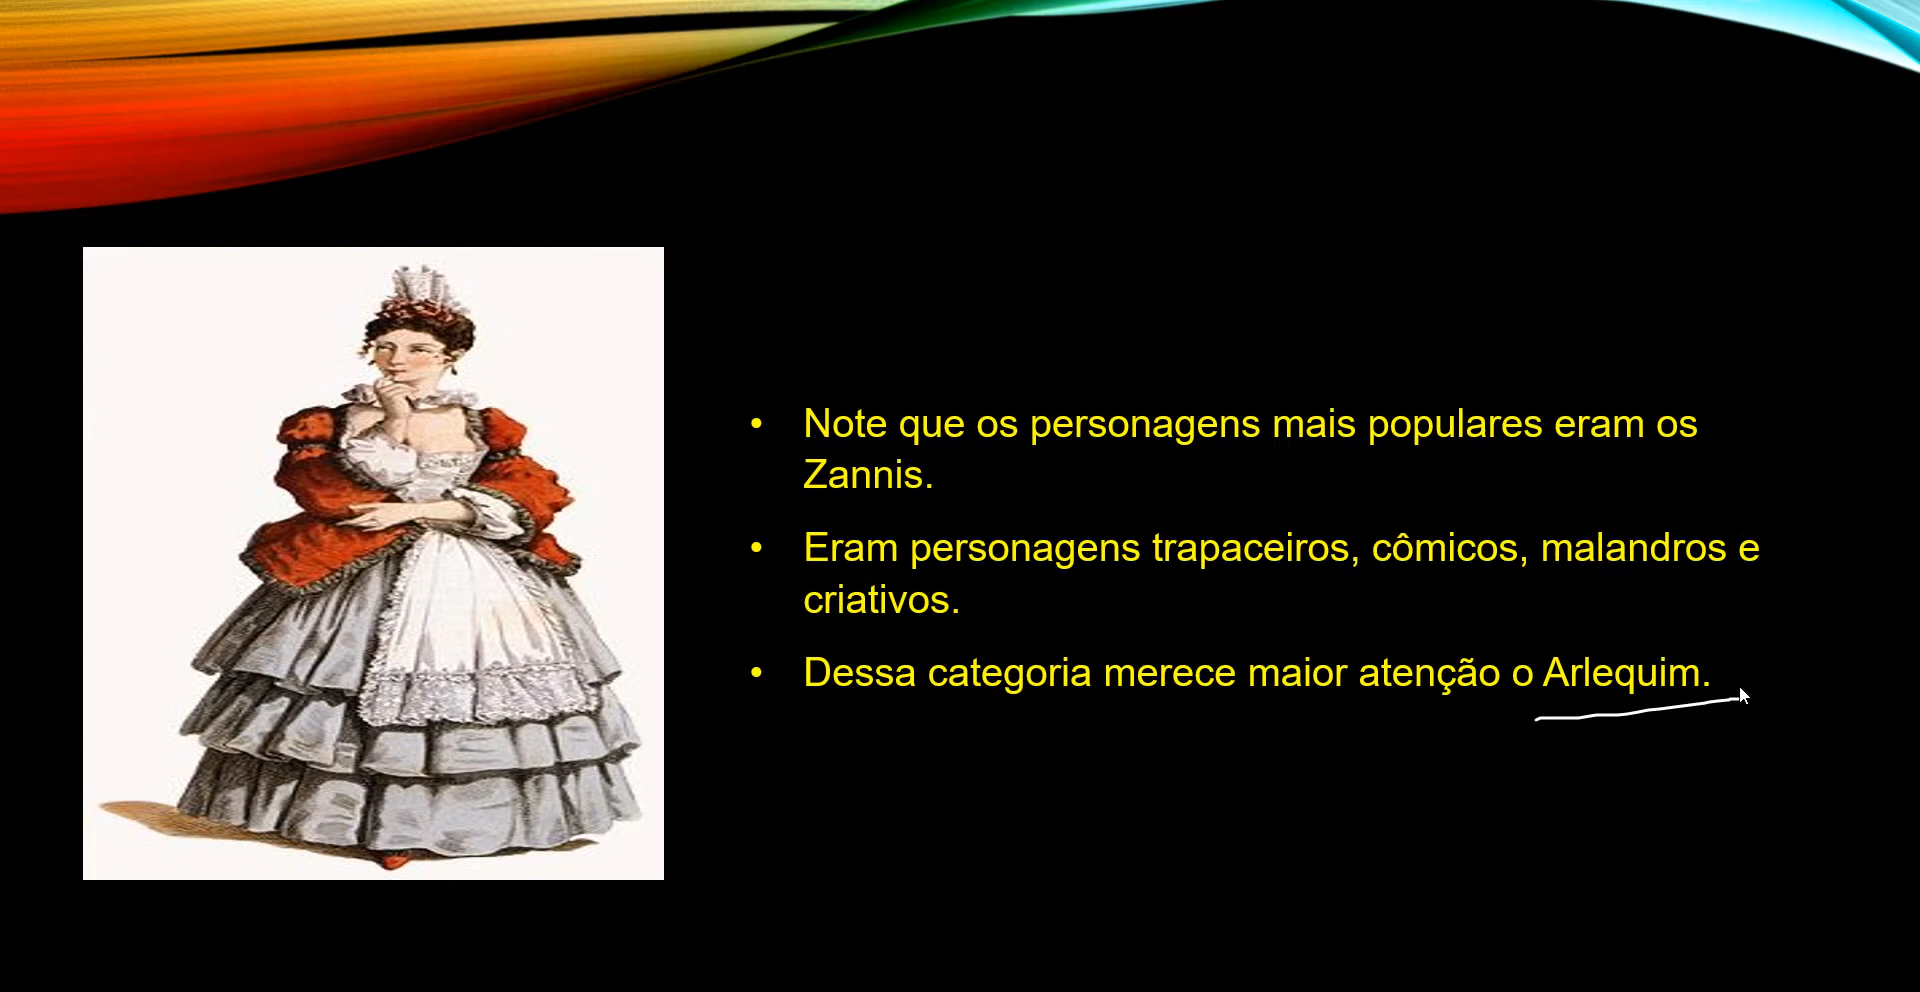 • Note que os personagens mais populares eram os
Zannis.
• Eram personagens trapaceiros, cômicos, malandros e
criativos.
• Dessa categoria merece maior atenção o Arlequim.